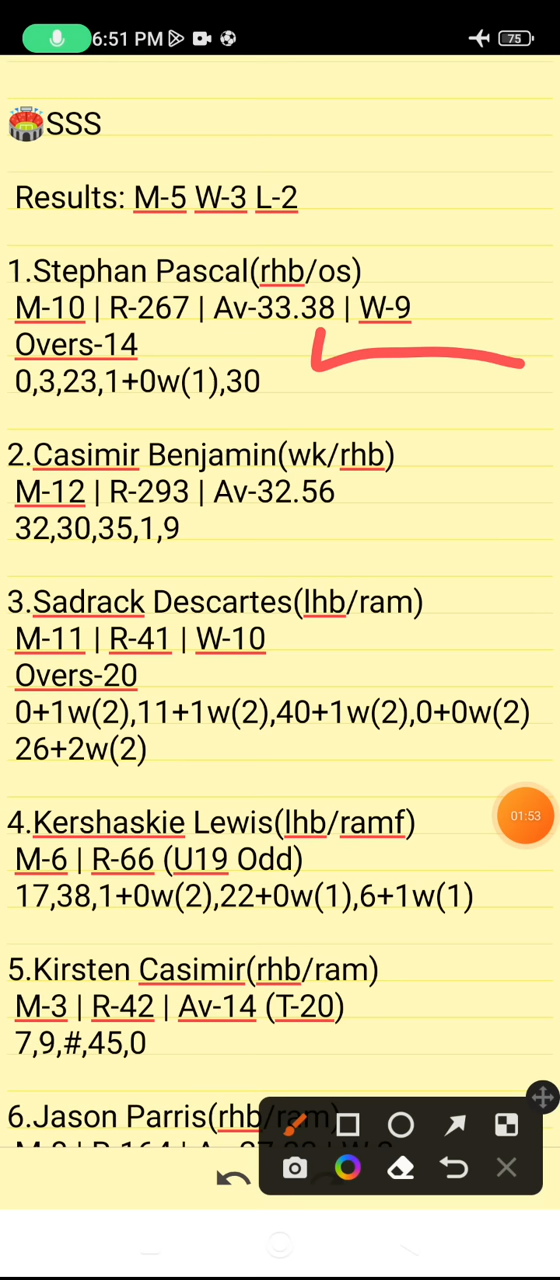 6:51 PM
75
SSS
Results: M-5 W-3 L-2
1.Stephan Pascal(rhb/os)
M-10 | R-267 | Av-33.38 | W-9
Overs-14
0,3,23,1+0w(1),30
2.Casimir Benjamin(wk/rhb)
M-12 | R-293 | Av-32.56
32,30,35,1,9
3.Sadrack Descartes(lhb/ram)
M-11 | R-41 | W-10
Overs-20
0+1w(2),11+1w(2),40+1w(2),0+0w(2)
26+2w(2)
01:53
4.Kershaskie Lewis(lhb/ramf)
M-6 | R-66 (U19 Odd)
17,38,1+0w(2),22+0w(1),6+1w(1)
5.Kirsten Casimir(rhb/ram)
M-3 | R-42 | Av-14 (T-20)
7,9,#,45,0
6.Jason Parris(rhb/ram)